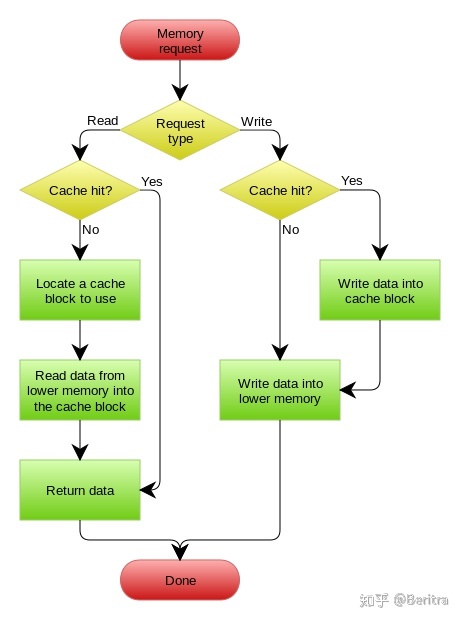 Memory
request
Request
type
Read
Write
Cache hit?
Yes
No
Cache hit?
Yes
No
Locate a cache
block to use
Write data into
cache block
Read data from
lower memory into
the cache block
Write data into
lower memory
Return data
Done
知乎 @Beritra